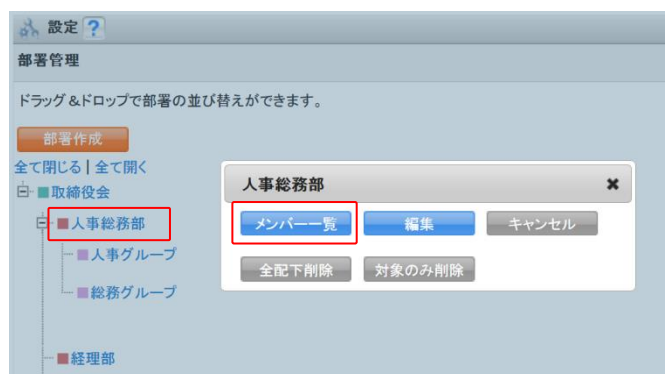 設定 ?
部署管理
ドラッグ&ドロップで部署の並び替えができます。
部署作成
全て閉じる | 全て開く
取締役会
人事総務部
人事グループ
総務グループ
経理部
人事総務部
メンバー一覧 編集 キャンセル
全配下削除 対象のみ削除